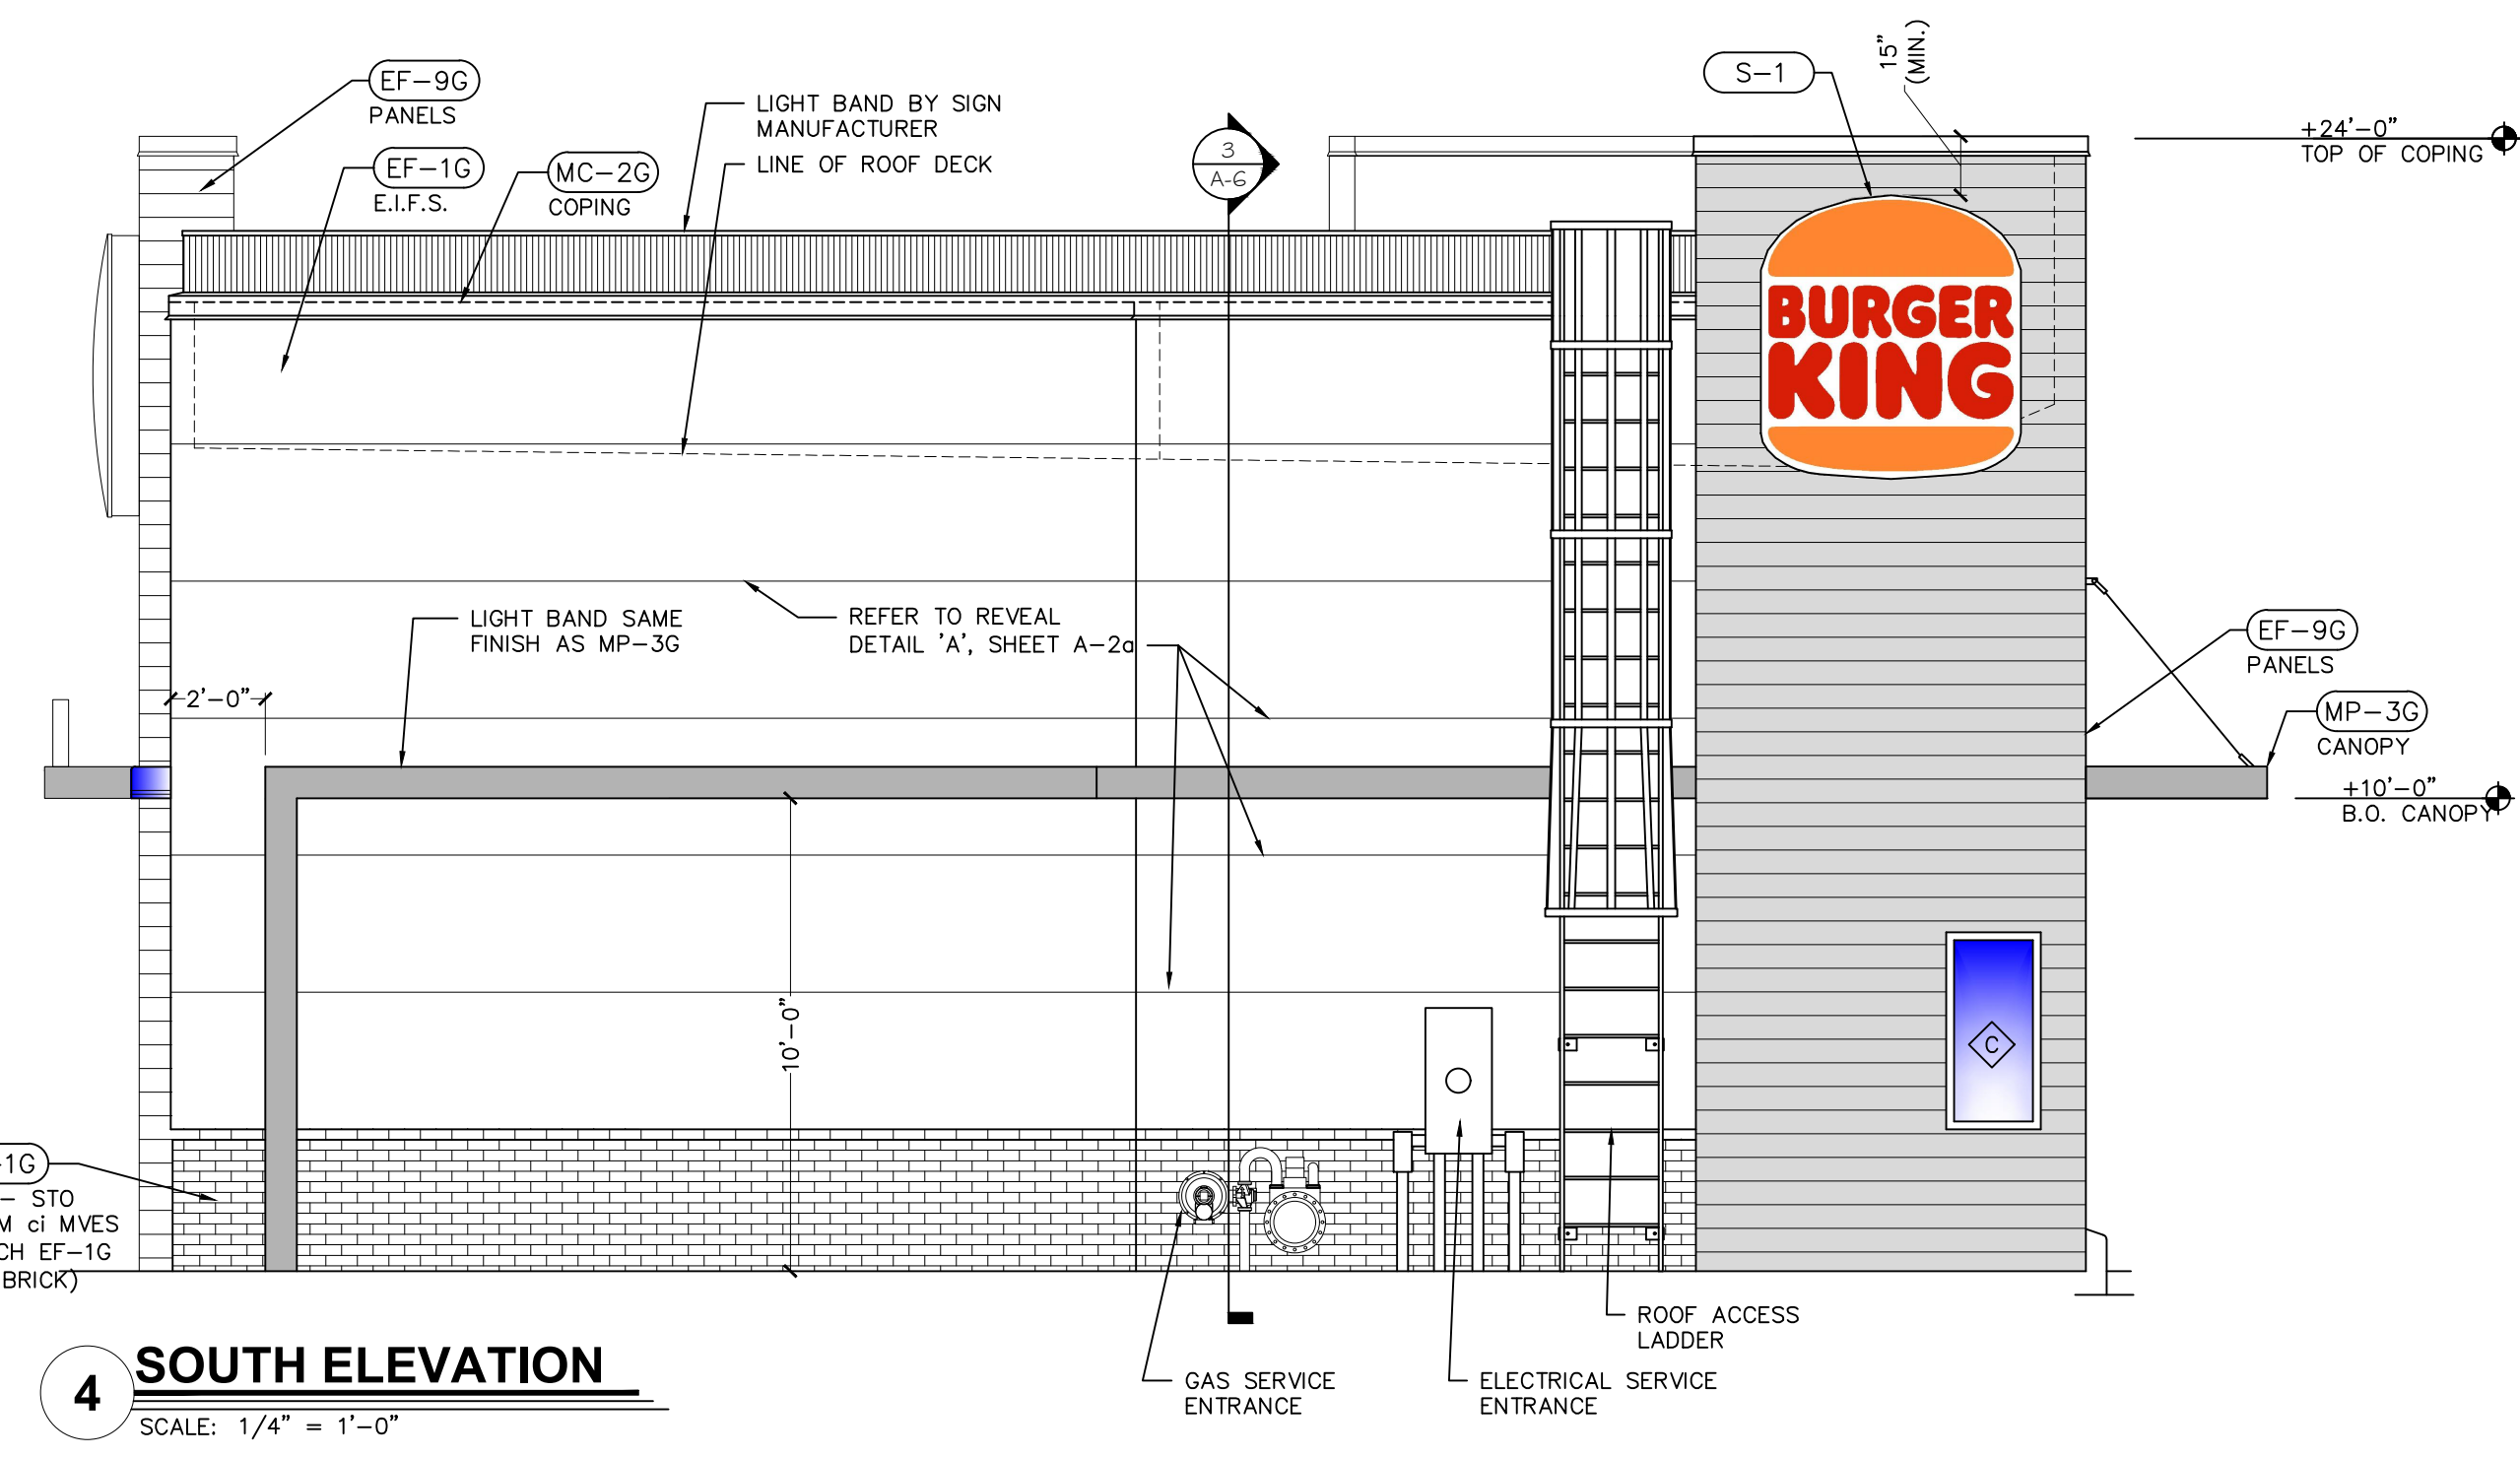 EF-9G
PANELS
EF-1G
E.I.F.S.
MC-2G
COPING
LIGHT BAND BY SIGN
MANUFACTURER
LINE OF ROOF DECK
3
A-6
S-1
15"
(MIN.)
+24'-0"
TOP OF COPING
BURGER
KING
LIGHT BAND SAME
FINISH AS MP-3G
REFER TO REVEAL
DETAIL 'A', SHEET A-2a
2'-0"
EF-9G
PANELS
MP-3G
CANOPY
+10'-0"
B.O. CANOPY
10'-0"
C
-1G
- STO
M ci MVES
CH EF-1G
BRICK)
ROOF ACCESS
LADDER
GAS SERVICE
ENTRANCE
ELECTRICAL SERVICE
ENTRANCE
4
SOUTH ELEVATION
SCALE: 1/4" = 1'-0"